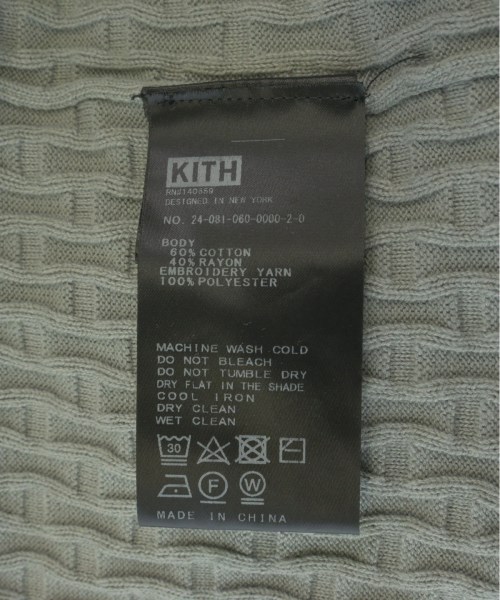 KITH
RN2140559
DESIGNED IN NEW YORK
NO. 24-081-060-0000-2-0
BODY
60% COTTON
40% RAYON
EMBROIDERY YARN
100% POLYESTER
MACHINE WASH COLD
DO NOT BLEACH
DO NOT TUMBLE DRY
DRY FLAT IN THE SHADE
COOL IRON
DRY CLEAN
WET CLEAN
30
F W
MADE IN CHINA